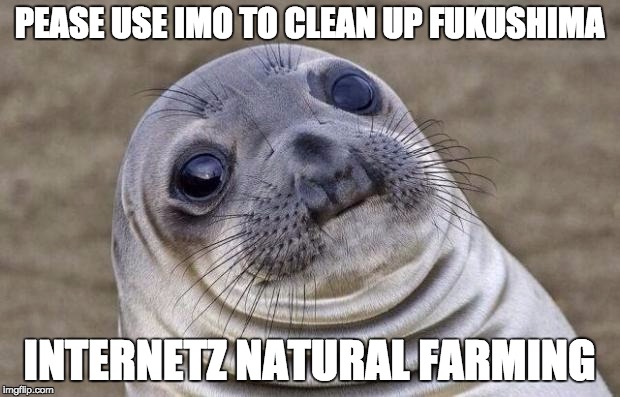 PEASE USE IMO TO CLEAN UP FUKUSHIMA
INTERNETZ NATURAL FARMING
imgflip.com